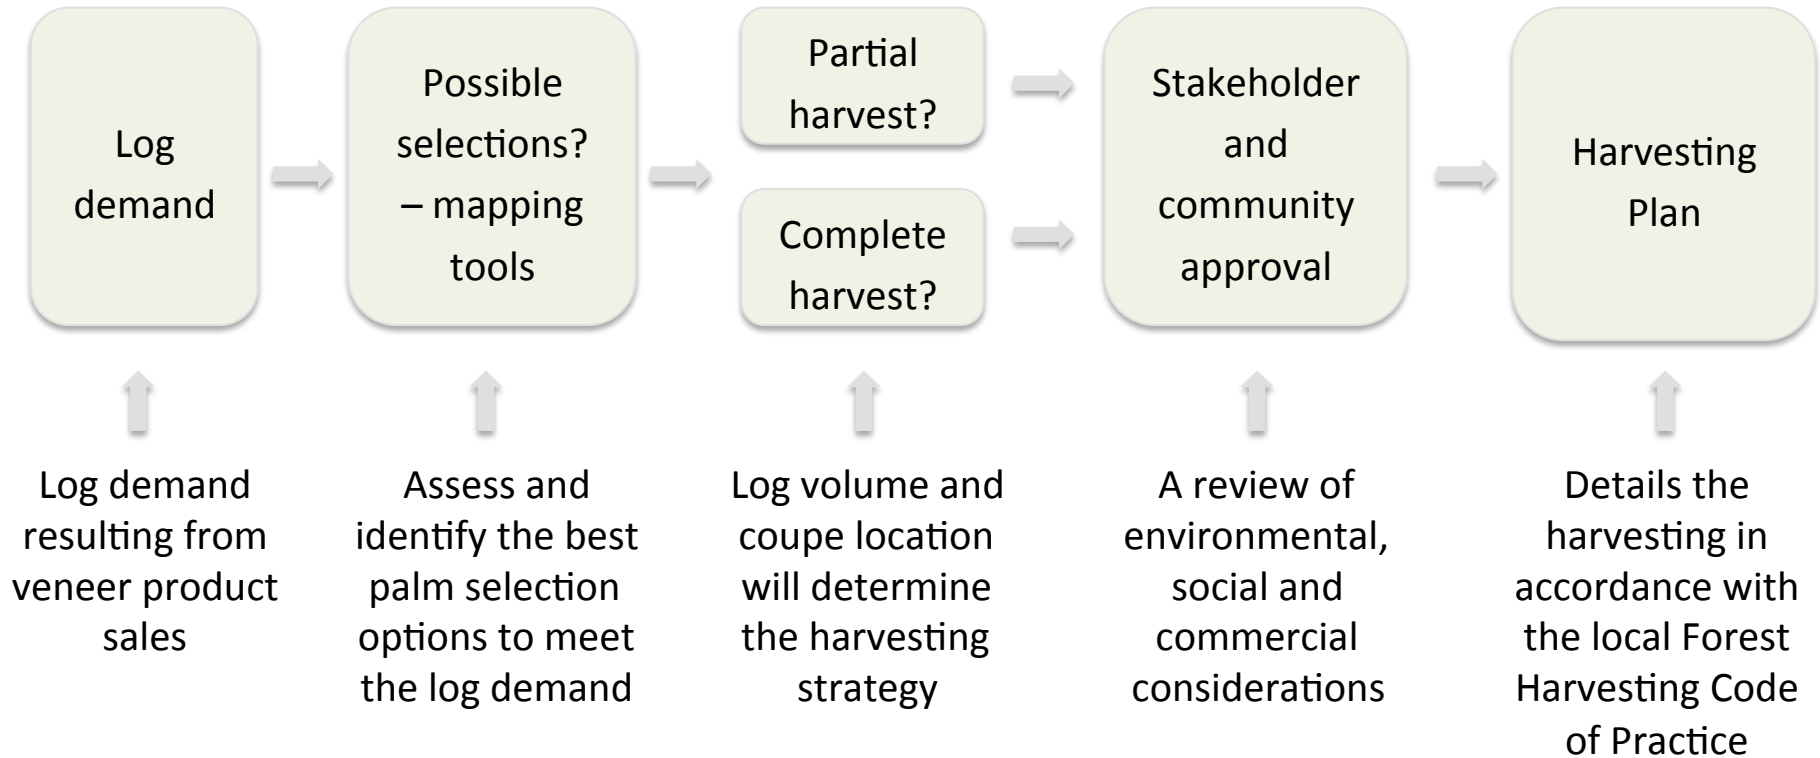 Log
demand
Possible
selections?
– mapping
tools
Partial
harvest?
Complete
harvest?
Stakeholder
and
community
approval
Harvesting
Plan
Log demand
resulting from
veneer product
sales
Assess and
identify the best
palm selection
options to meet
the log demand
Log volume and
coupe location
will determine
the harvesting
strategy
A review of
environmental,
social and
commercial
considerations
Details the
harvesting in
accordance with
the local Forest
Harvesting Code
of Practice